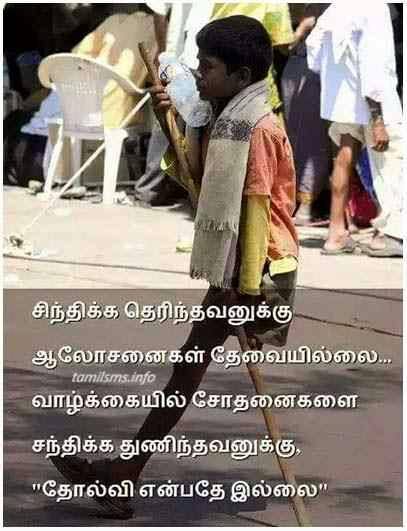 சிந்திக்க தெரிந்தவனுக்கு
ஆலோசனைகள் தேவையில்லை...
tamilsms.info
வாழ்க்கையில் சோதனைகளை
சந்திக்க துணிந்தவனுக்கு,
"தோல்வி என்பதே இல்லை"